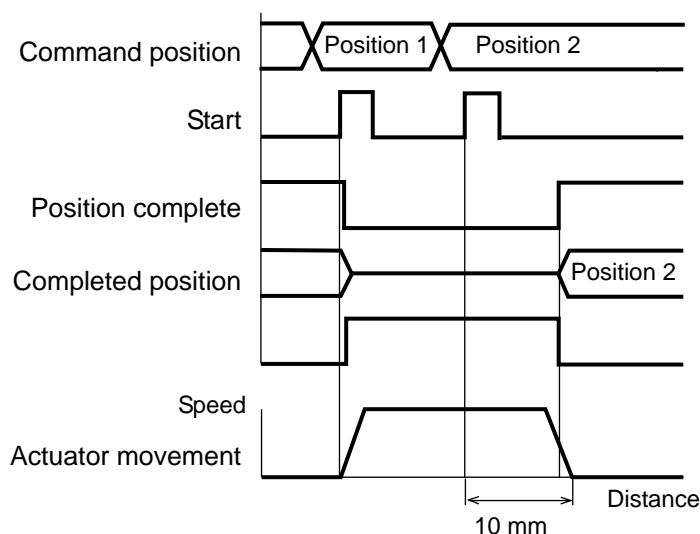 Command position
Position 1
Position 2
Start
Position complete
Completed position
Position 2
Speed
Actuator movement
Distance
10 mm